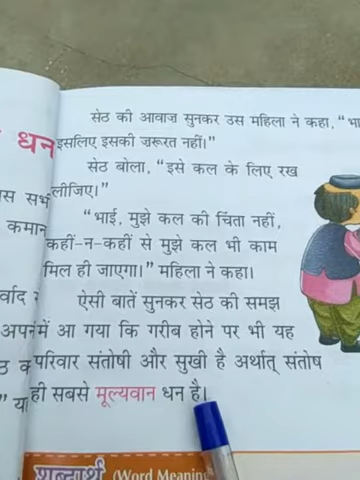 सेठ की आवाज़ सुनकर उस महिला ने कहा, “भा
इसलिए इसकी ज़रूरत नहीं।”
सेठ बोला, “इसे कल के लिए रख
लीजिए।”
“भाई, मुझे कल की चिंता नहीं,
कहीं-न-कहीं से मुझे कल भी काम
मिल ही जाएगा।” महिला ने कहा।
ऐसी बातें सुनकर सेठ की समझ
में आ गया कि गरीब होने पर भी यह
परिवार संतोषी और सुखी है अर्थात् संतोष
ही सबसे मूल्यवान धन है।
शब्दार्थ (Word Meaning
धन
स सभ
कमान
र्वाद
अपन
ठ क
” या